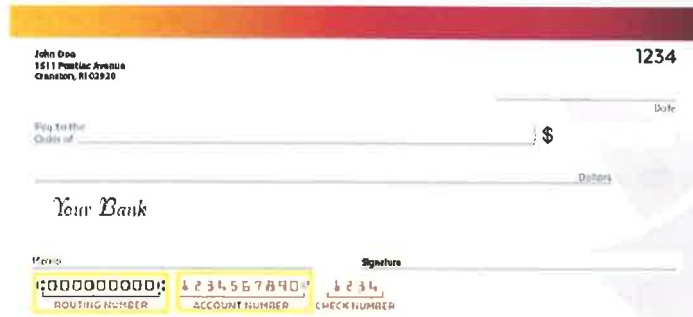 John Doe
1511 Pontiac Avenue
Cranston, RI 02920
1234
Date
Pay to the
Order of
$
Dollars
Your Bank
Memo
Signature
⑆000000000⑆ 1234567890⑈ 1234
ROUTING NUMBER ACCOUNT NUMBER CHECK NUMBER